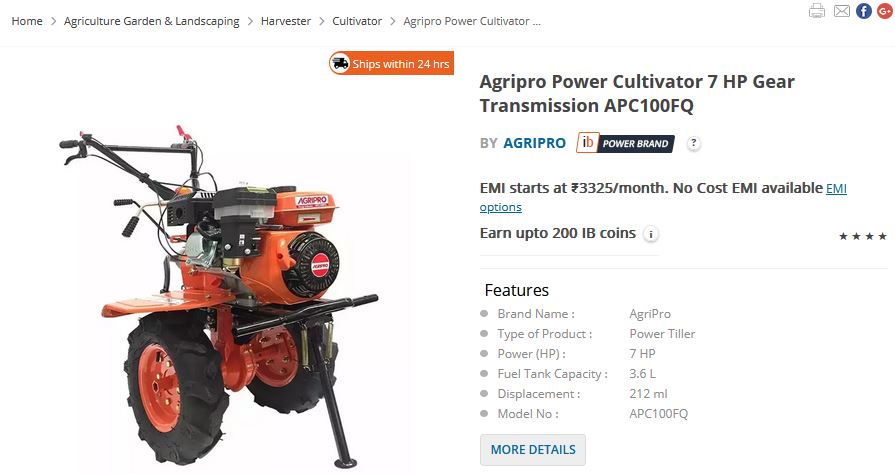 Home > Agriculture Garden & Landscaping > Harvester > Cultivator > Agripro Power Cultivator ...
Ships within 24 hrs
Agripro Power Cultivator 7 HP Gear
Transmission APC100FQ
BY AGRIPRO ib POWER BRAND ?
EMI starts at ₹3325/month. No Cost EMI available EMI
options
Earn upto 200 IB coins i
★ ★ ★ ★
Features
Brand Name : AgriPro
Type of Product : Power Tiller
Power (HP) : 7 HP
Fuel Tank Capacity : 3.6 L
Displacement : 212 ml
Model No : APC100FQ
MORE DETAILS
AGRIPRO
AGRIPRO
f
G+